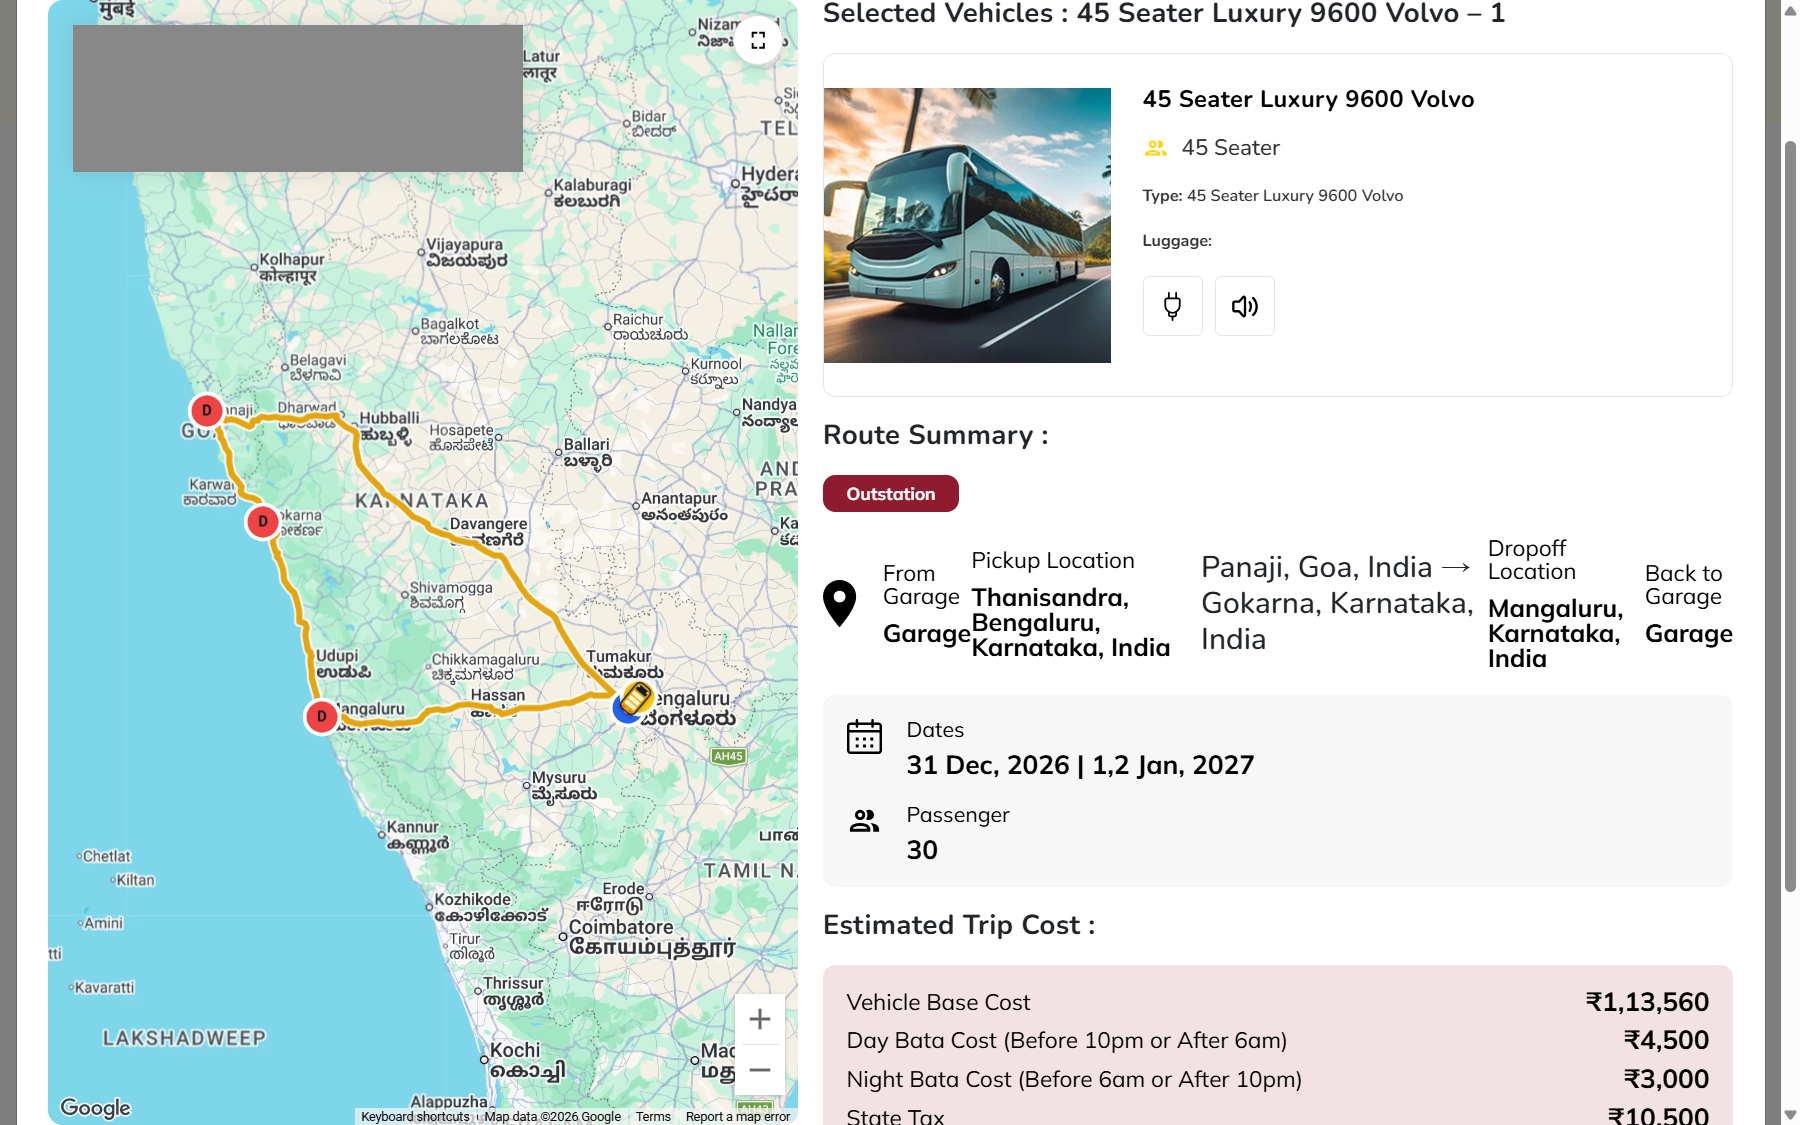 मुंबई
Latur
लातूर
Bidar
ಬೀದರ್
Kalaburagi
ಕಲಬುರಗಿ
Vijayapura
ವಿಜಯಪುರ
Kolhapur
कोल्हापूर
Bagalkot
ಬಾಗಲಕೋಟ
Raichur
ರಾಯಚೂರು
Belagavi
ಬೆಳಗಾವಿ
Kurnool
కర్నూలు
D
Dharwad
Hubballi
ಹುಬ್ಬಳ್ಳಿ
Hosapete
ಹೊಸಪೇಟೆ
Ballari
ಬಳ್ಳಾರಿ
ಕಾರವಾರ
KARNATAKA
Anantapur
అనంతపురం
D
Davangere
Shivamogga
ಶಿವಮೊಗ್ಗ
Udupi
ಉಡುಪಿ
Chikkamagaluru
ಚಿಕ್ಕಮಗಳೂರ
Tumakur
Hassan
D
AH45
Mysuru
ಮೈಸೂರು
Kannur
കണ്ണൂർ
Chetlat
Kiltan
Amini
Kavaratti
LAKSHADWEEP
Kozhikode
കോഴിക്കോട്
Erode
ஈரோடு
Coimbatore
கோயம்புத்தூர்
Tirur
തിരൂർ
Thrissur
തൃശ്ശൂർ
Kochi
കൊച്ചി
Alappuzha
TAMIL
Google
Keyboard shortcuts
Map data ©2026 Google
Terms
Report a map error
Selected Vehicles : 45 Seater Luxury 9600 Volvo – 1
45 Seater Luxury 9600 Volvo
45 Seater
Type: 45 Seater Luxury 9600 Volvo
Luggage:
Route Summary :
Outstation
From
Garage
Garage
Pickup Location
Thanisandra,
Bengaluru,
Karnataka, India
Panaji, Goa, India →
Gokarna, Karnataka,
India
Dropoff
Location
Mangaluru,
Karnataka,
India
Back to
Garage
Garage
Dates
31 Dec, 2026 | 1,2 Jan, 2027
Passenger
30
Estimated Trip Cost :
Vehicle Base Cost ₹1,13,560
Day Bata Cost (Before 10pm or After 6am) ₹4,500
Night Bata Cost (Before 6am or After 10pm) ₹3,000
State Tax ₹10,500